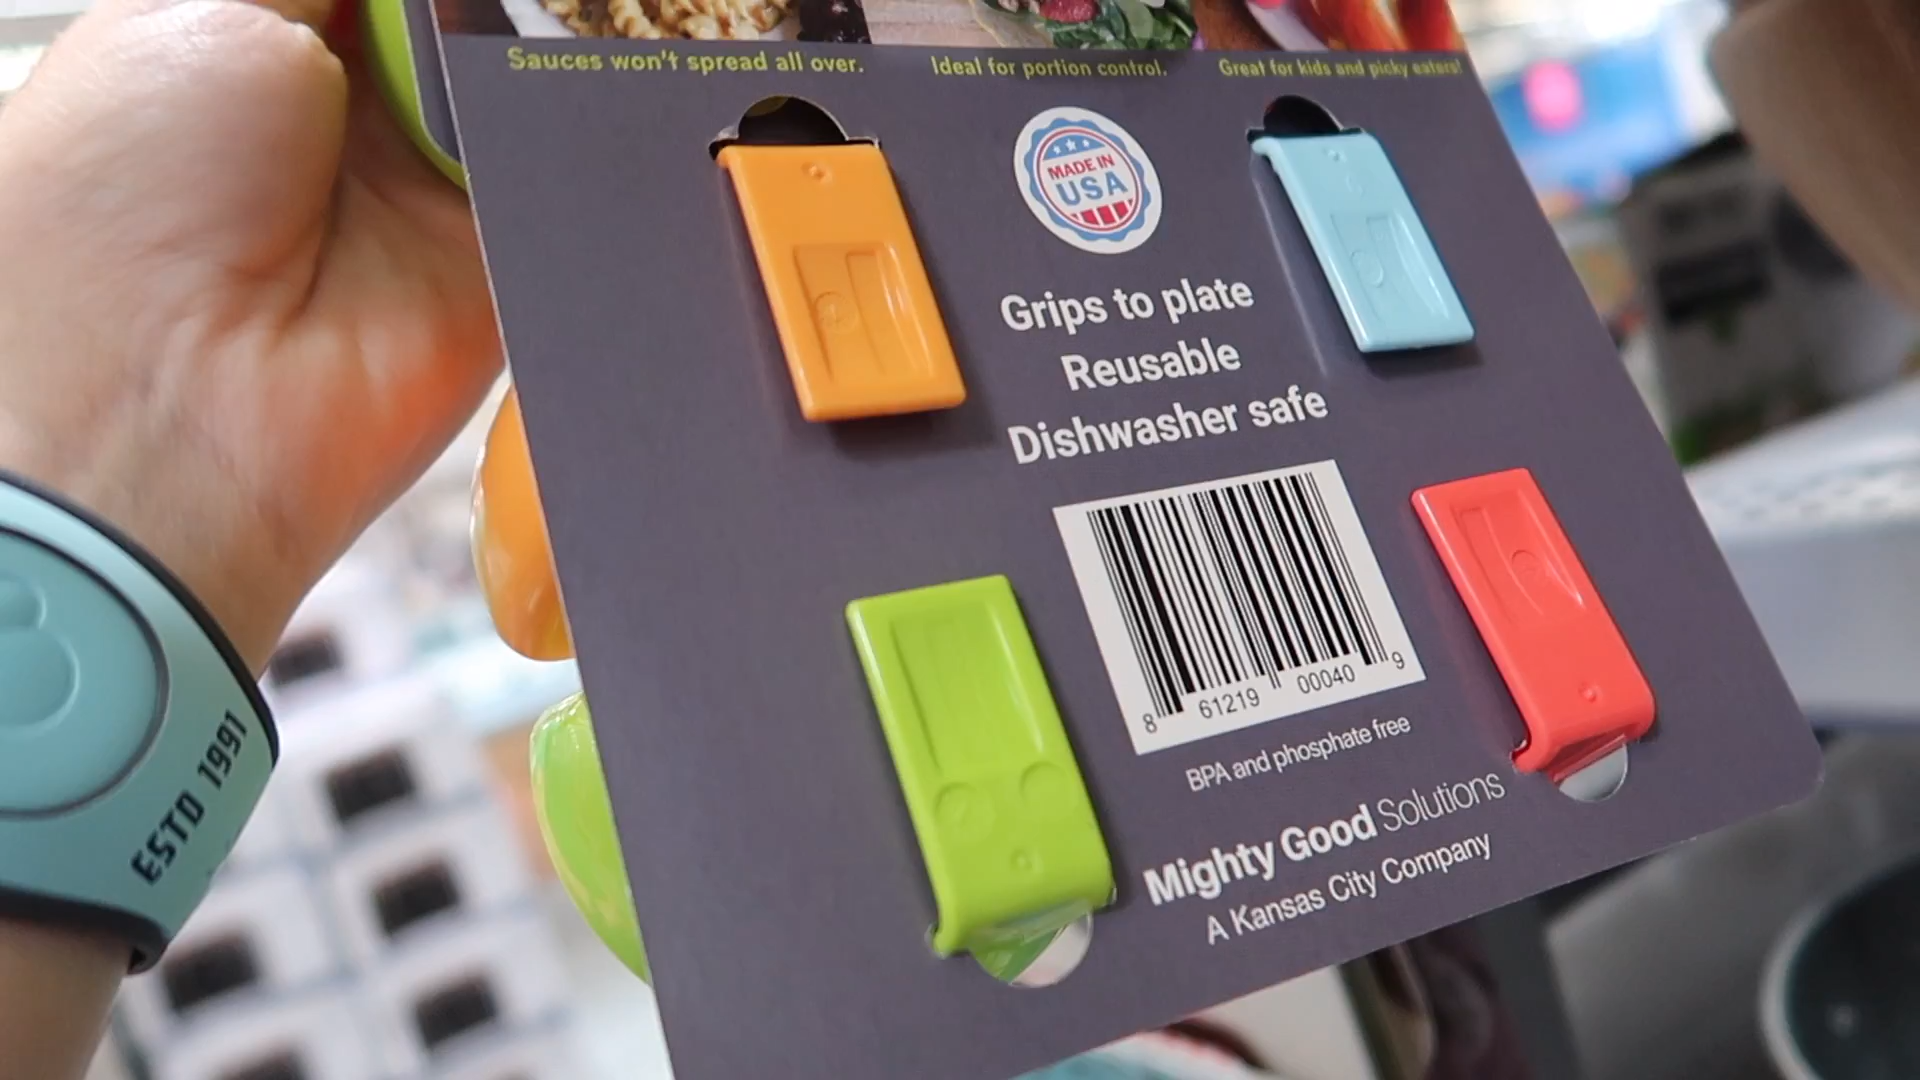 Sauces won't spread all over.
Ideal for portion control.
Great for kids and picky eaters!
MADE IN
USA
Grips to plate
Reusable
Dishwasher safe
8 61219 00040 9
BPA and phosphate free
Mighty Good Solutions
A Kansas City Company
ESTD 1991